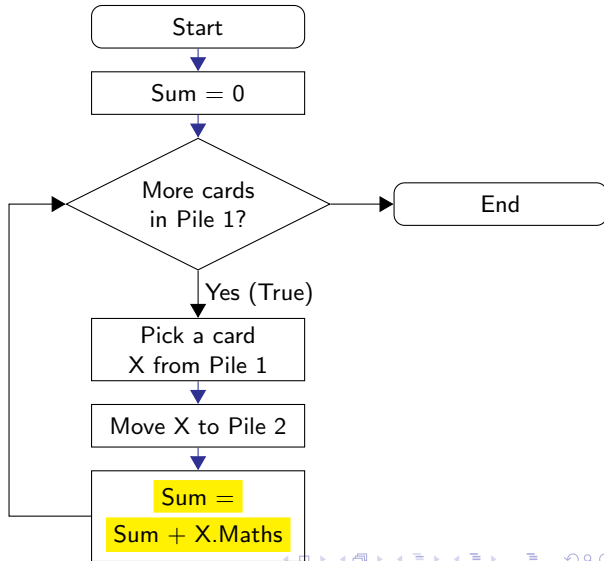 Start
Sum = 0
More cards
in Pile 1?
End
Yes (True)
Pick a card
X from Pile 1
Move X to Pile 2
Sum =
Sum + X.Maths